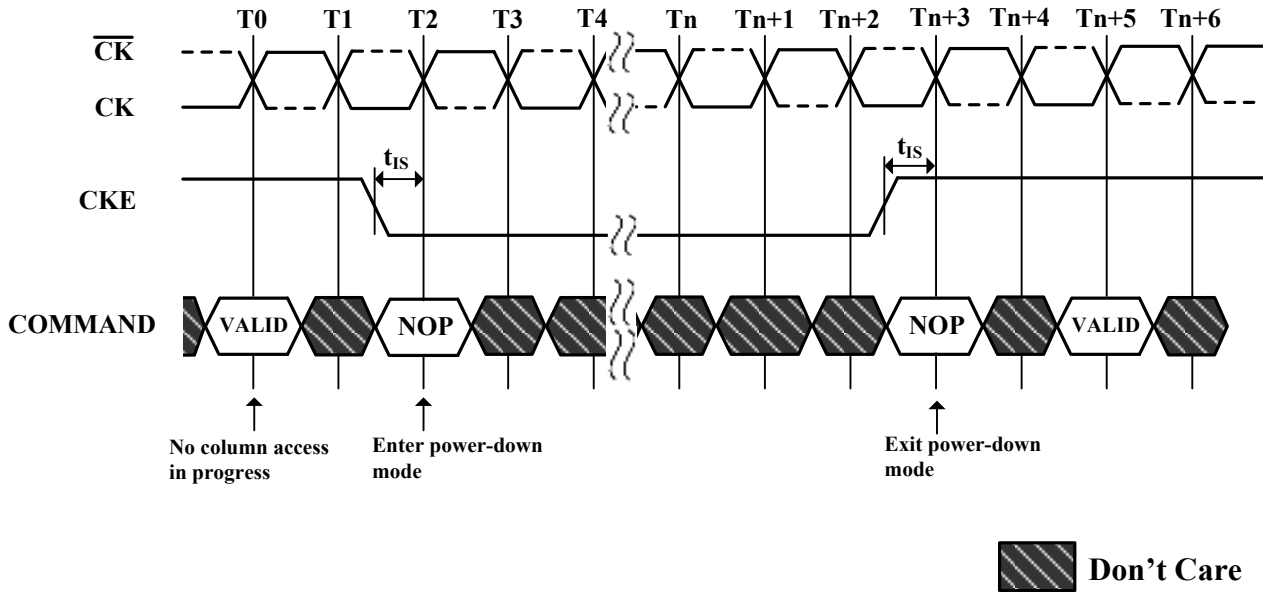 T0 T1 T2 T3 T4 Tn Tn+1 Tn+2 Tn+3 Tn+4 Tn+5 Tn+6
CK
CK
tIS
tIS
CKE
COMMAND
VALID
NOP
NOP
VALID
No column access
in progress
Enter power-down
mode
Exit power-down
mode
Don't Care